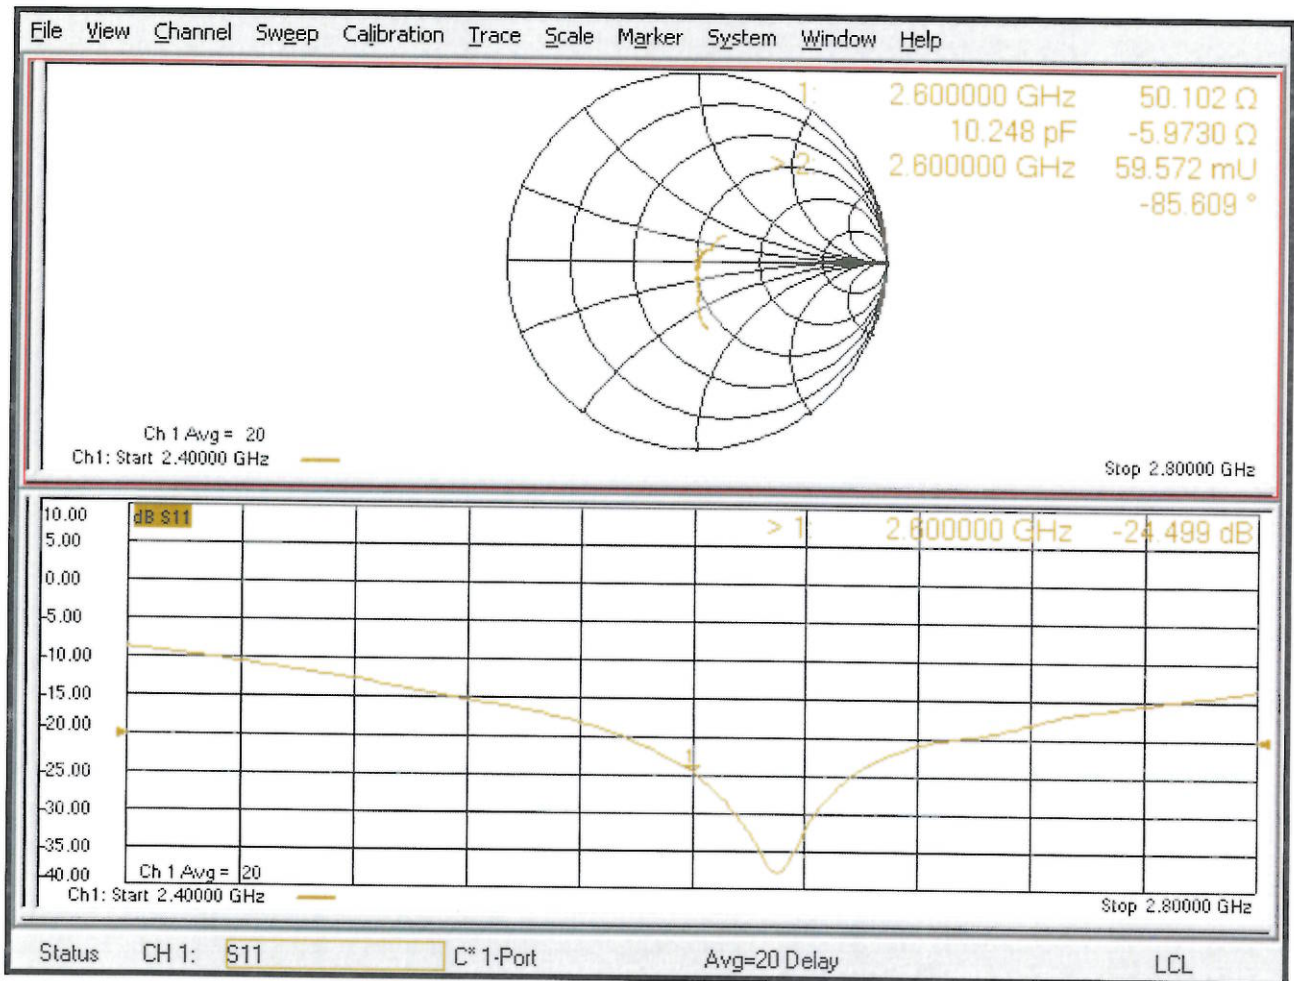 File View Channel Sweep Calibration Trace Scale Marker System Window Help
1: 2.600000 GHz 50.102 Ω
10.248 pF -5.9730 Ω
> 2: 2.600000 GHz 59.572 mU
-85.609 °
Ch 1 Avg = 20
Ch1: Start 2.40000 GHz
Stop 2.80000 GHz
10.00
dB S11
> 1: 2.600000 GHz -24.499 dB
5.00
0.00
-5.00
-10.00
-15.00
-20.00
1
-25.00
-30.00
-35.00
-40.00
Ch 1 Avg = 20
Ch1: Start 2.40000 GHz
Stop 2.80000 GHz
Status CH 1: S11 C* 1-Port Avg=20 Delay LCL